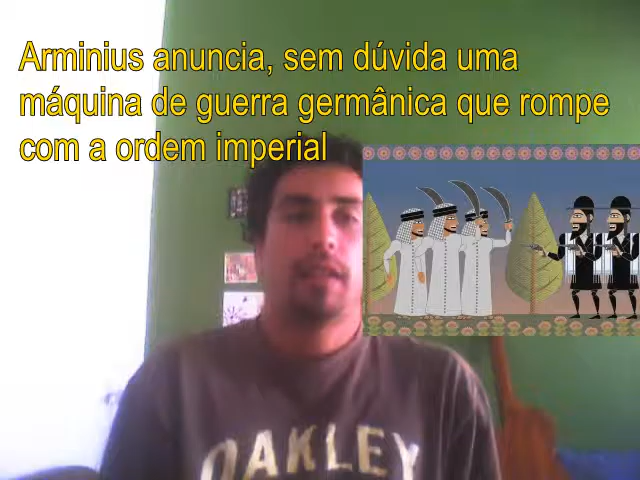 Arminius anuncia, sem dúvida uma
máquina de guerra germânica que rompe
com a ordem imperial
OAKLEY